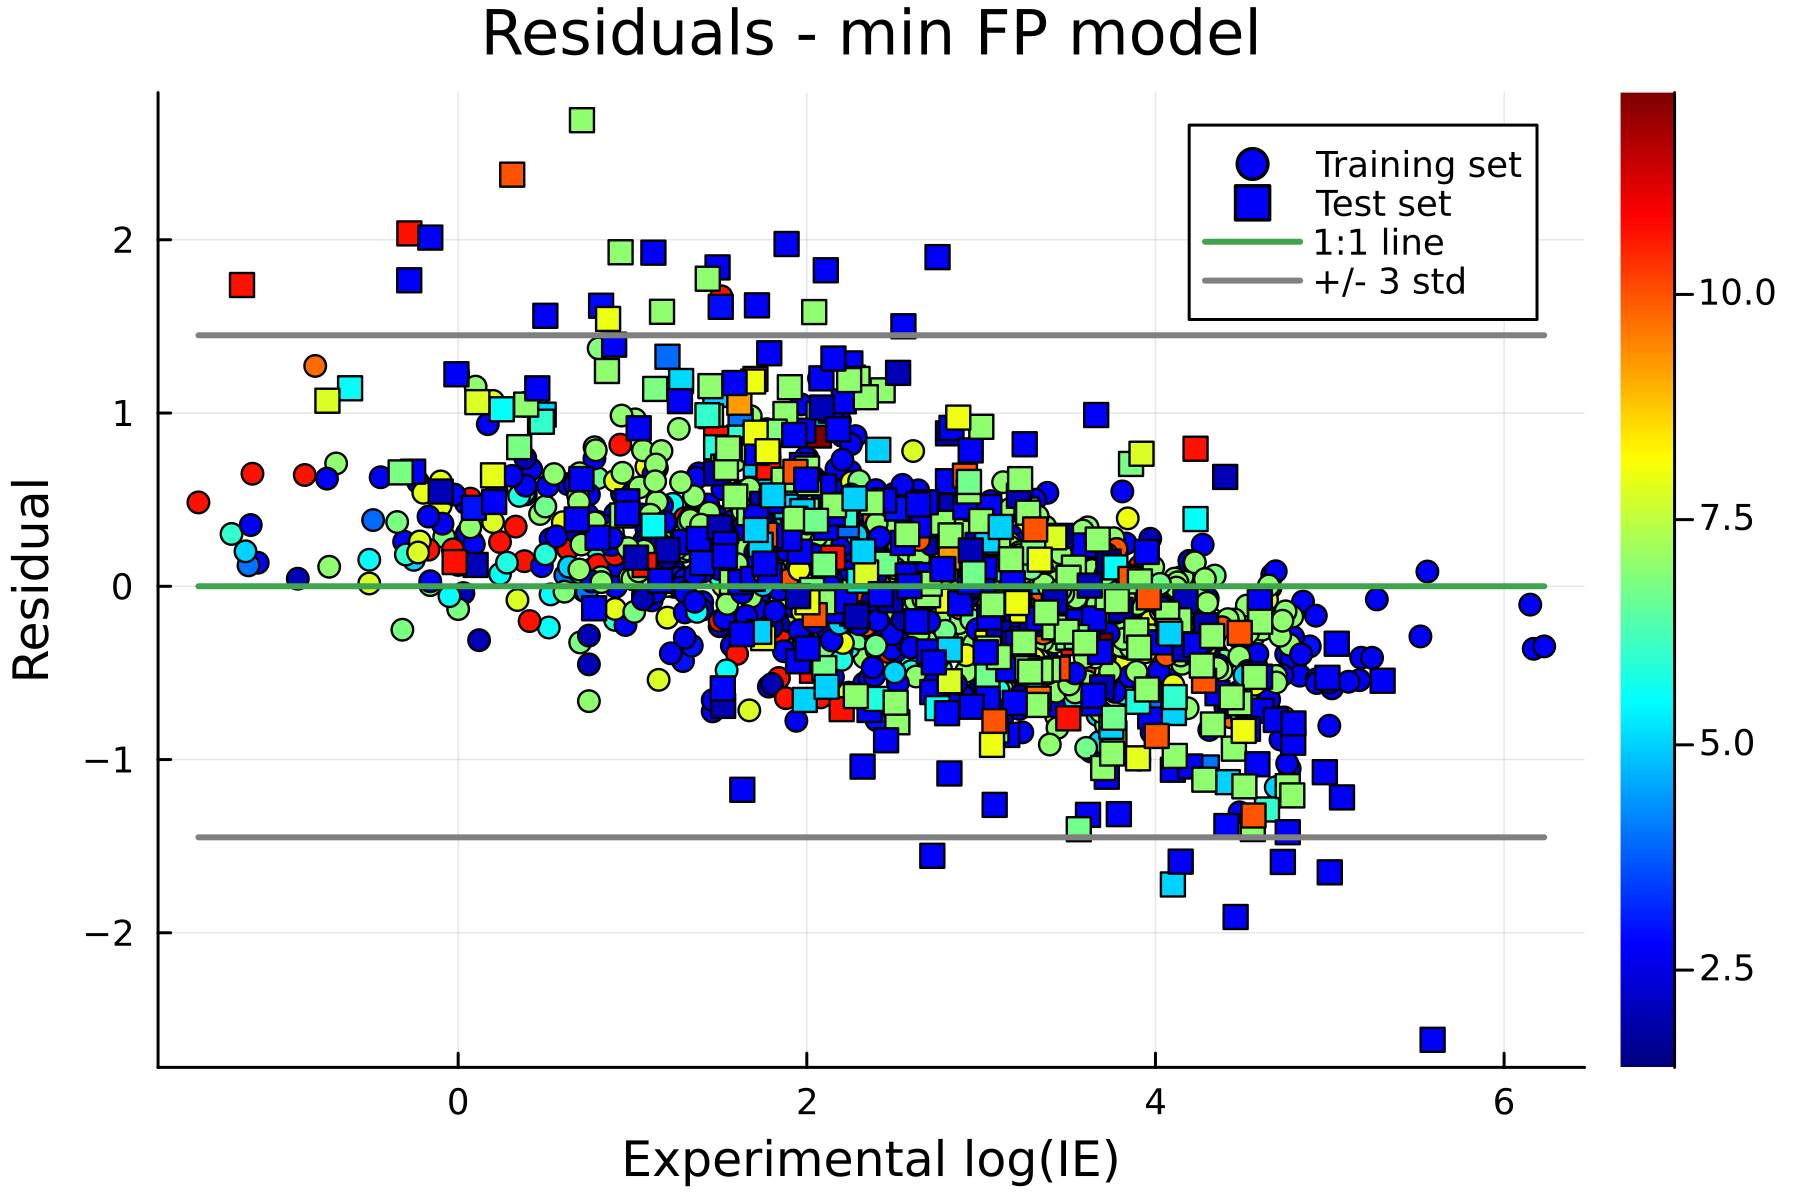 Residuals - min FP model
Training set
Test set
1:1 line
+/- 3 std
2
1
0
−1
−2
Residual
0
2
4
6
Experimental log(IE)
10.0
7.5
5.0
2.5